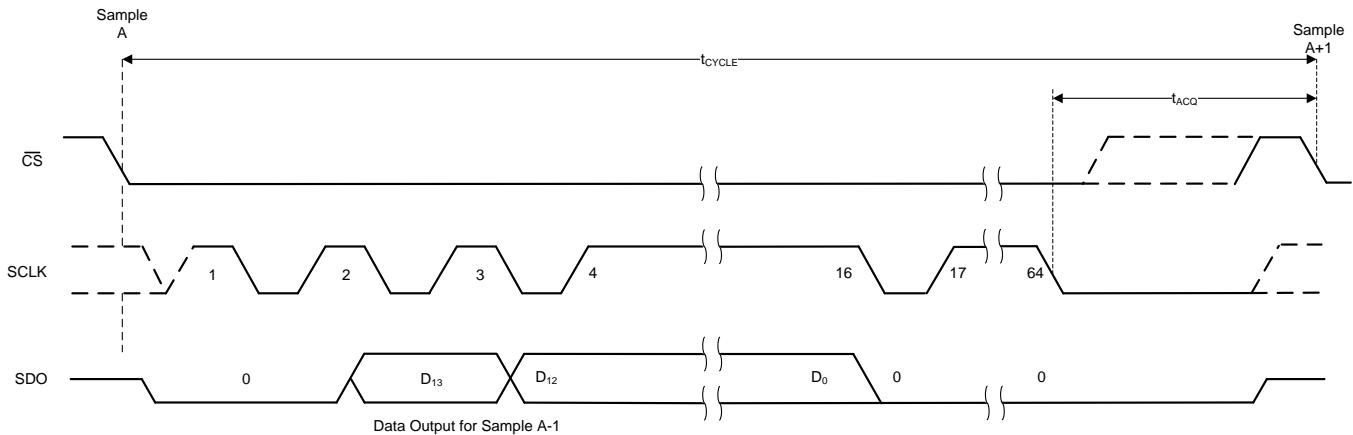 Sample
A
Sample
A+1
tCYCLE
tACQ
CS
SCLK
1
2
3
4
16
17
64
SDO
0
D13
D12
D0
0
0
Data Output for Sample A-1